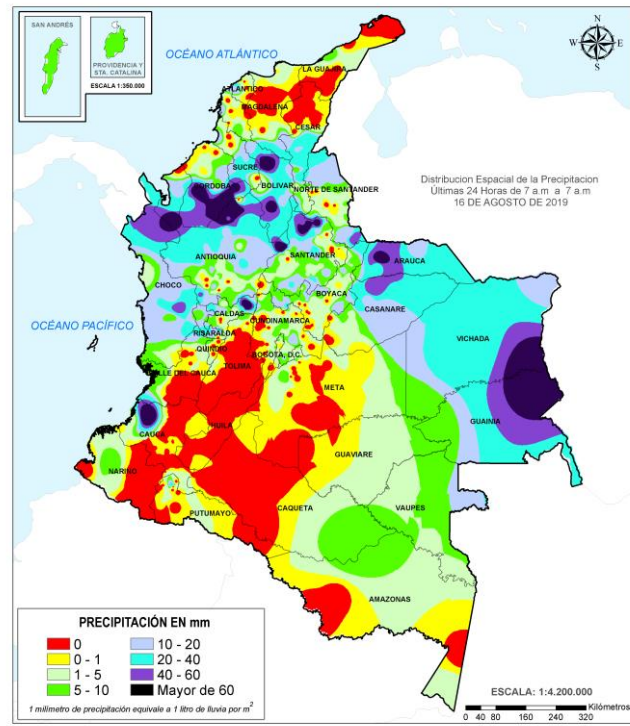 SAN ANDRÉS
PROVIDENCIA Y
STA. CATALINA
ESCALA 1:350.000
OCÉANO ATLÁNTICO
N
W
E
S
LA GUAJIRA
ATLANTICO
MAGDALENA
CESAR
SUCRE
CORDOBA
BOLIVAR
NORTE DE SANTANDER
Distribucion Espacial de la Precipitacion
Últimas 24 Horas de 7 a m a 7 a m
16 DE AGOSTO DE 2019
ANTIOQUIA
SANTANDER
ARAUCA
CHOCO
BOYACA
CASANARE
OCÉANO PACÍFICO
CALDAS
CUNDINAMARCA
RISARALDA
VICHADA
QUINDIO
BOGOTA, D.C.
VALLE DEL CAUCA
TOLIMA
META
GUAINIA
CAUCA
HUILA
GUAVIARE
NARIÑO
VAUPES
PUTUMAYO
CAQUETA
AMAZONAS
PRECIPITACIÓN EN mm
0
10 - 20
0 - 1
20 - 40
1 - 5
40 - 60
5 - 10
Mayor de 60
1 milimetro de precipitación equivale a 1 litro de lluvia por m²
ESCALA: 1:4.200.000
Kilómetros
0 40 80 160 240 320